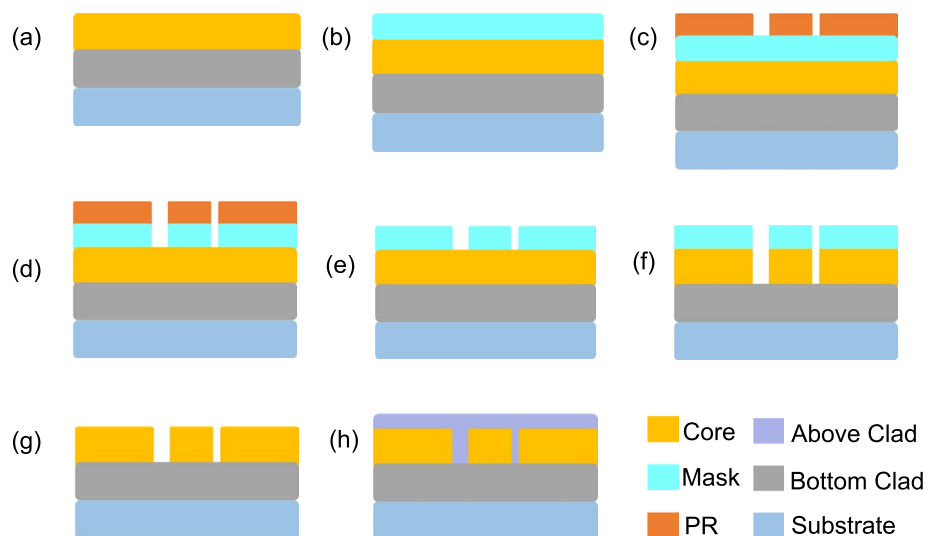 (a)
(b)
(c)
(d)
(e)
(f)
(g)
(h)
Core
Above Clad
Mask
Bottom Clad
PR
Substrate